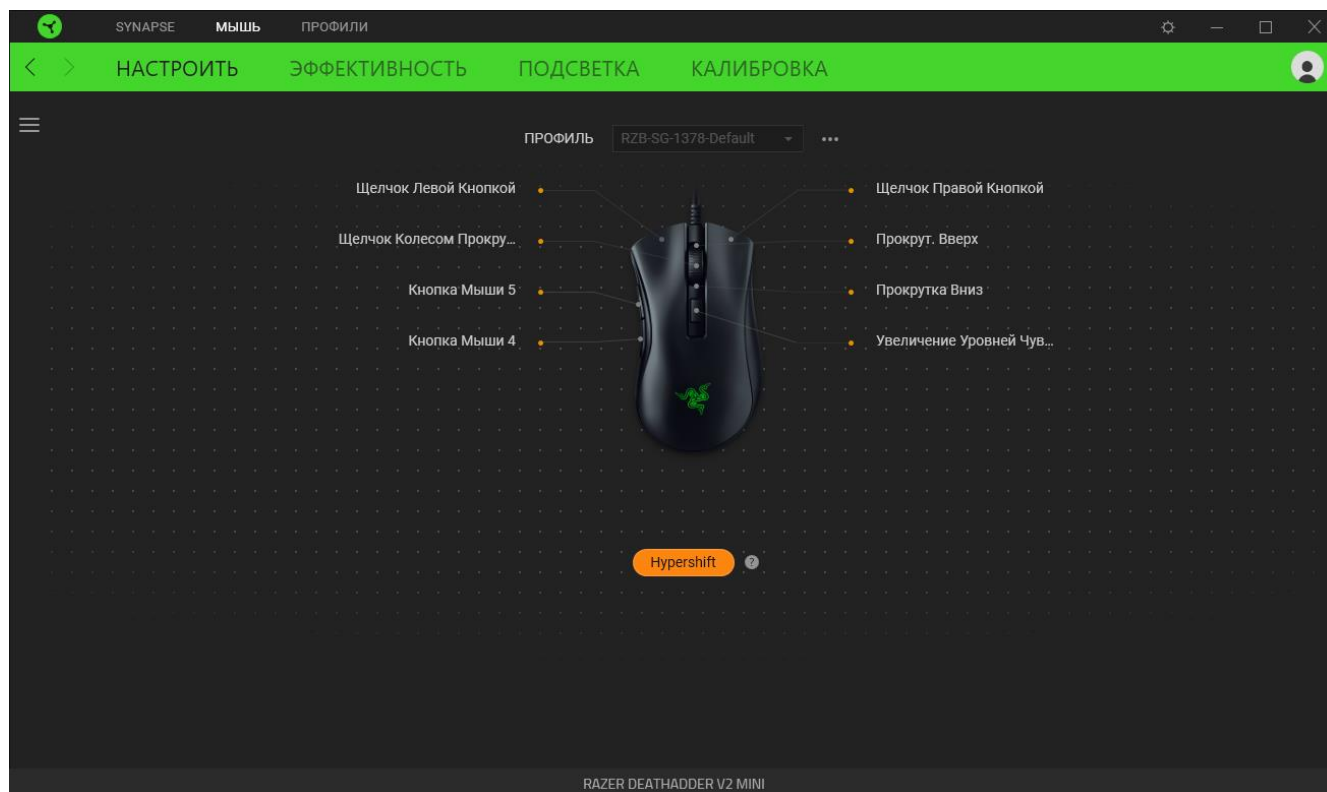 SYNAPSE МЫШЬ ПРОФИЛИ
НАСТРОИТЬ ЭФФЕКТИВНОСТЬ ПОДСВЕТКА КАЛИБРОВКА
ПРОФИЛЬ RZB-SG-1378-Default
Щелчок Левой Кнопкой Щелчок Правой Кнопкой
Щелчок Колесом Прокру... Прокрут. Вверх
Кнопка Мыши 5 Прокрутка Вниз
Кнопка Мыши 4 Увеличение Уровней Чув...
Hypershift ?
RAZER DEATHADDER V2 MINI